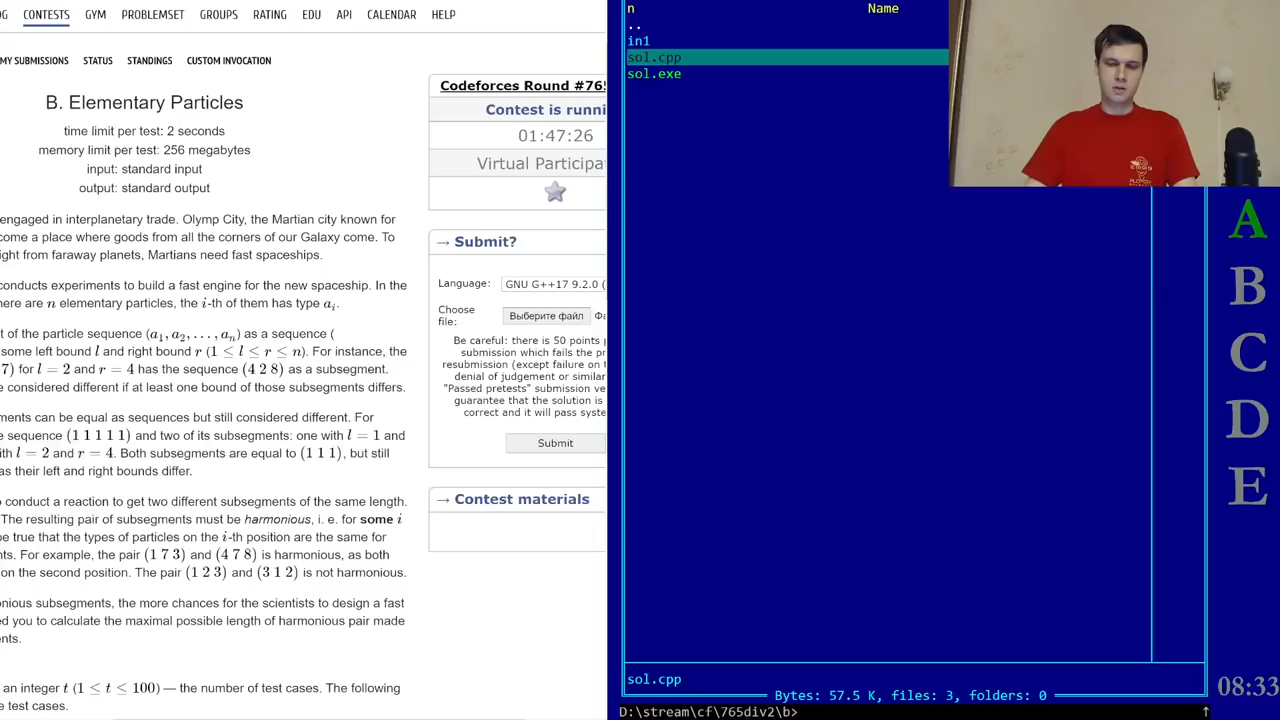 OG CONTESTS GYM PROBLEMSET GROUPS RATING EDU API CALENDAR HELP
MY SUBMISSIONS STATUS STANDINGS CUSTOM INVOCATION
B. Elementary Particles
time limit per test: 2 seconds
memory limit per test: 256 megabytes
input: standard input
output: standard output
engaged in interplanetary trade. Olymp City, the Martian city known for
come a place where goods from all the corners of our Galaxy come. To
ight from faraway planets, Martians need fast spaceships.
conducts experiments to build a fast engine for the new spaceship. In the
here are n elementary particles, the i-th of them has type a_i.
t of the particle sequence (a_1, a_2, . . . , a_n) as a sequence (
some left bound l and right bound r (1 ≤ l ≤ r ≤ n). For instance, the
7) for l = 2 and r = 4 has the sequence (4 2 8) as a subsegment.
e considered different if at least one bound of those subsegments differs.
ments can be equal as sequences but still considered different. For
e sequence (1 1 1 1 1) and two of its subsegments: one with l = 1 and
ith l = 2 and r = 4. Both subsegments are equal to (1 1 1), but still
as their left and right bounds differ.
o conduct a reaction to get two different subsegments of the same length.
The resulting pair of subsegments must be harmonious, i. e. for some i
be true that the types of particles on the i-th position are the same for
nts. For example, the pair (1 7 3) and (4 7 8) is harmonious, as both
on the second position. The pair (1 2 3) and (3 1 2) is not harmonious.
onious subsegments, the more chances for the scientists to design a fast
ed you to calculate the maximal possible length of harmonious pair made
ents.
an integer t (1 ≤ t ≤ 100) — the number of test cases. The following
e test cases.
Codeforces Round #765
Contest is runni
01:47:26
Virtual Participa
→ Submit?
Language: GNU G++17 9.2.0 (
Choose
file:
Выберите файл Фа
Be careful: there is 50 points p
submission which fails the pr
resubmission (except failure on t
denial of judgement or similar
"Passed pretests" submission ve
guarantee that the solution is
correct and it will pass syste
Submit
→ Contest materials
n Name
..
in1
sol.cpp
sol.exe
sol.cpp
Bytes: 57.5 K, files: 3, folders: 0
D:\stream\cf\765div2\b> ↑
A
B
C
D
E
08:33